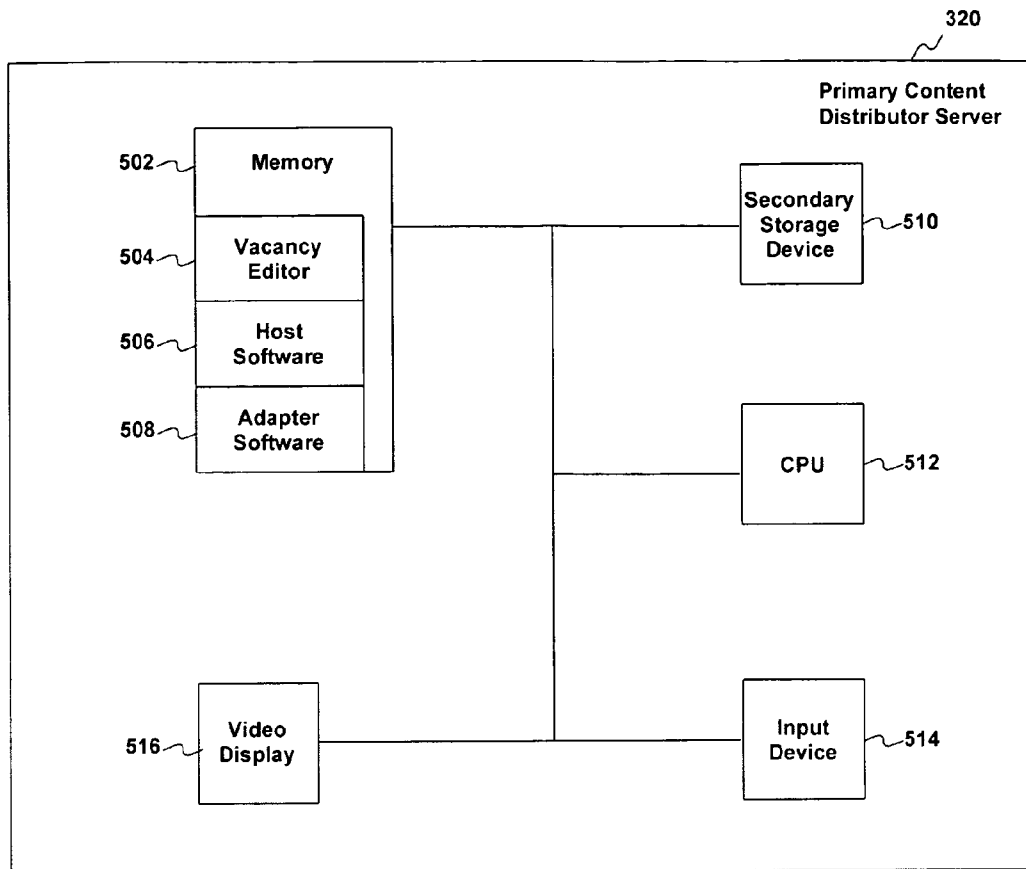 320
Primary Content
Distributor Server
502
Memory
504
Vacancy
Editor
506
Host
Software
508
Adapter
Software
Secondary
Storage
Device
510
CPU
512
516
Video
Display
Input
Device
514